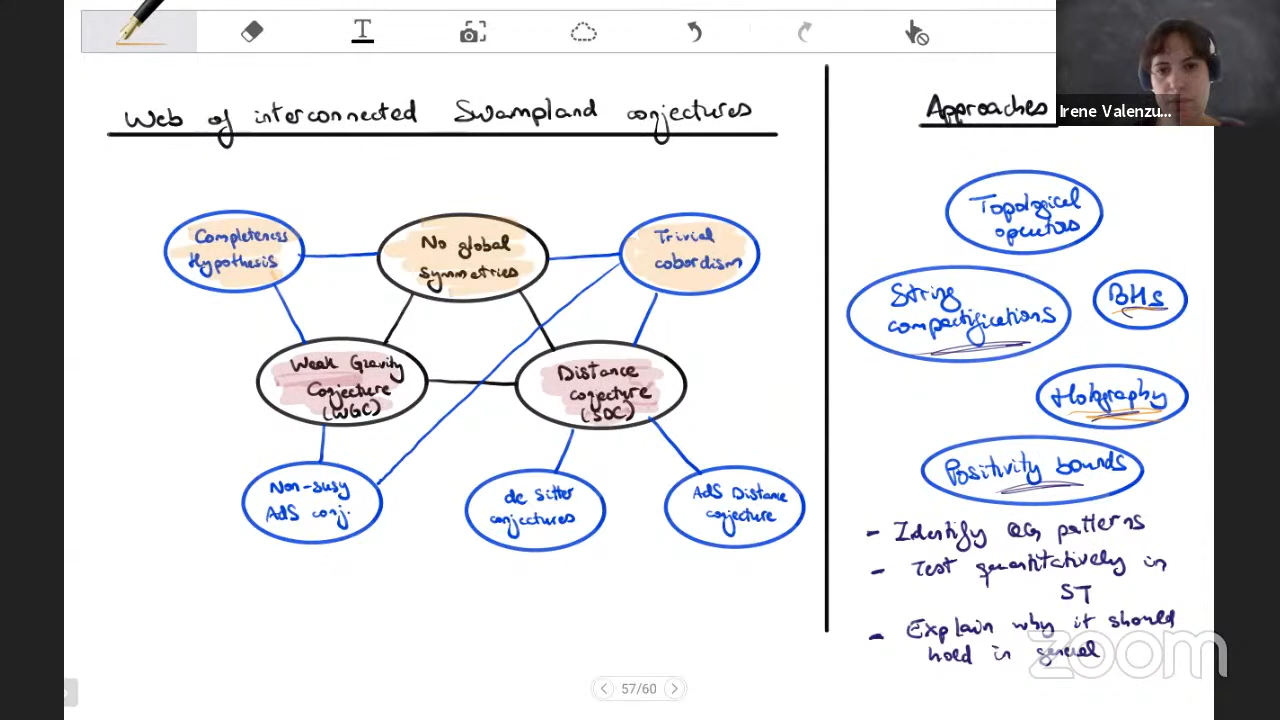 T
Irene Valenzu...
Web of interconnected Swampland conjectures
Completeness
Hypothesis
No global
symmetries
Trivial
cobordism
Weak Gravity
Conjecture
(WGC)
Distance
conjecture
(SDC)
Non-susy
AdS conj.
de Sitter
conjectures
AdS Distance
conjecture
Approaches
Topological
operators
String
compactifications
BHs
Holography
Positivity bounds
- Identify QG patterns
- Test quantitatively in
ST
- Explain why it should
hold in general
zoom
57/60